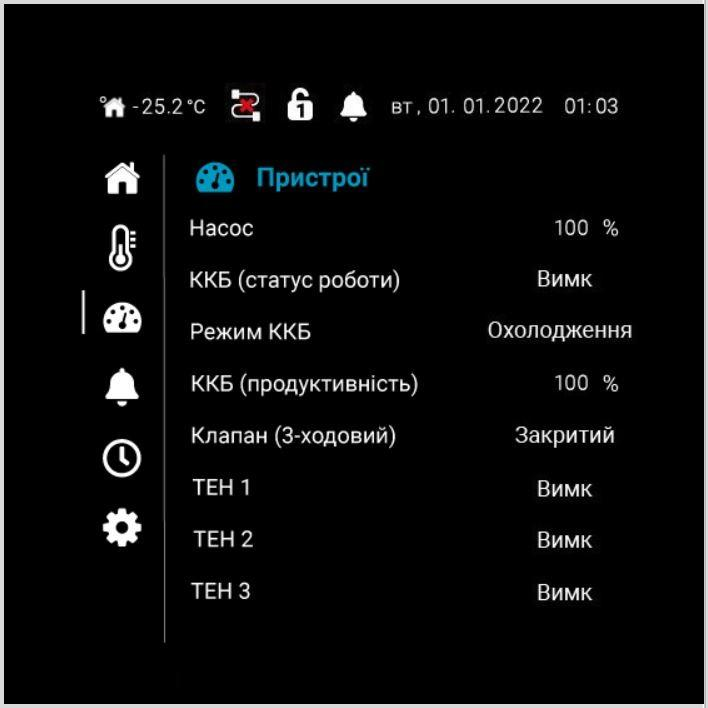 -25.2°C 1 вт, 01. 01. 2022 01:03
Пристрої
Насос 100 %
ККБ (статус роботи) Вимк
Режим ККБ Охолодження
ККБ (продуктивність) 100 %
Клапан (3-ходовий) Закритий
ТЕН 1 Вимк
ТЕН 2 Вимк
ТЕН 3 Вимк